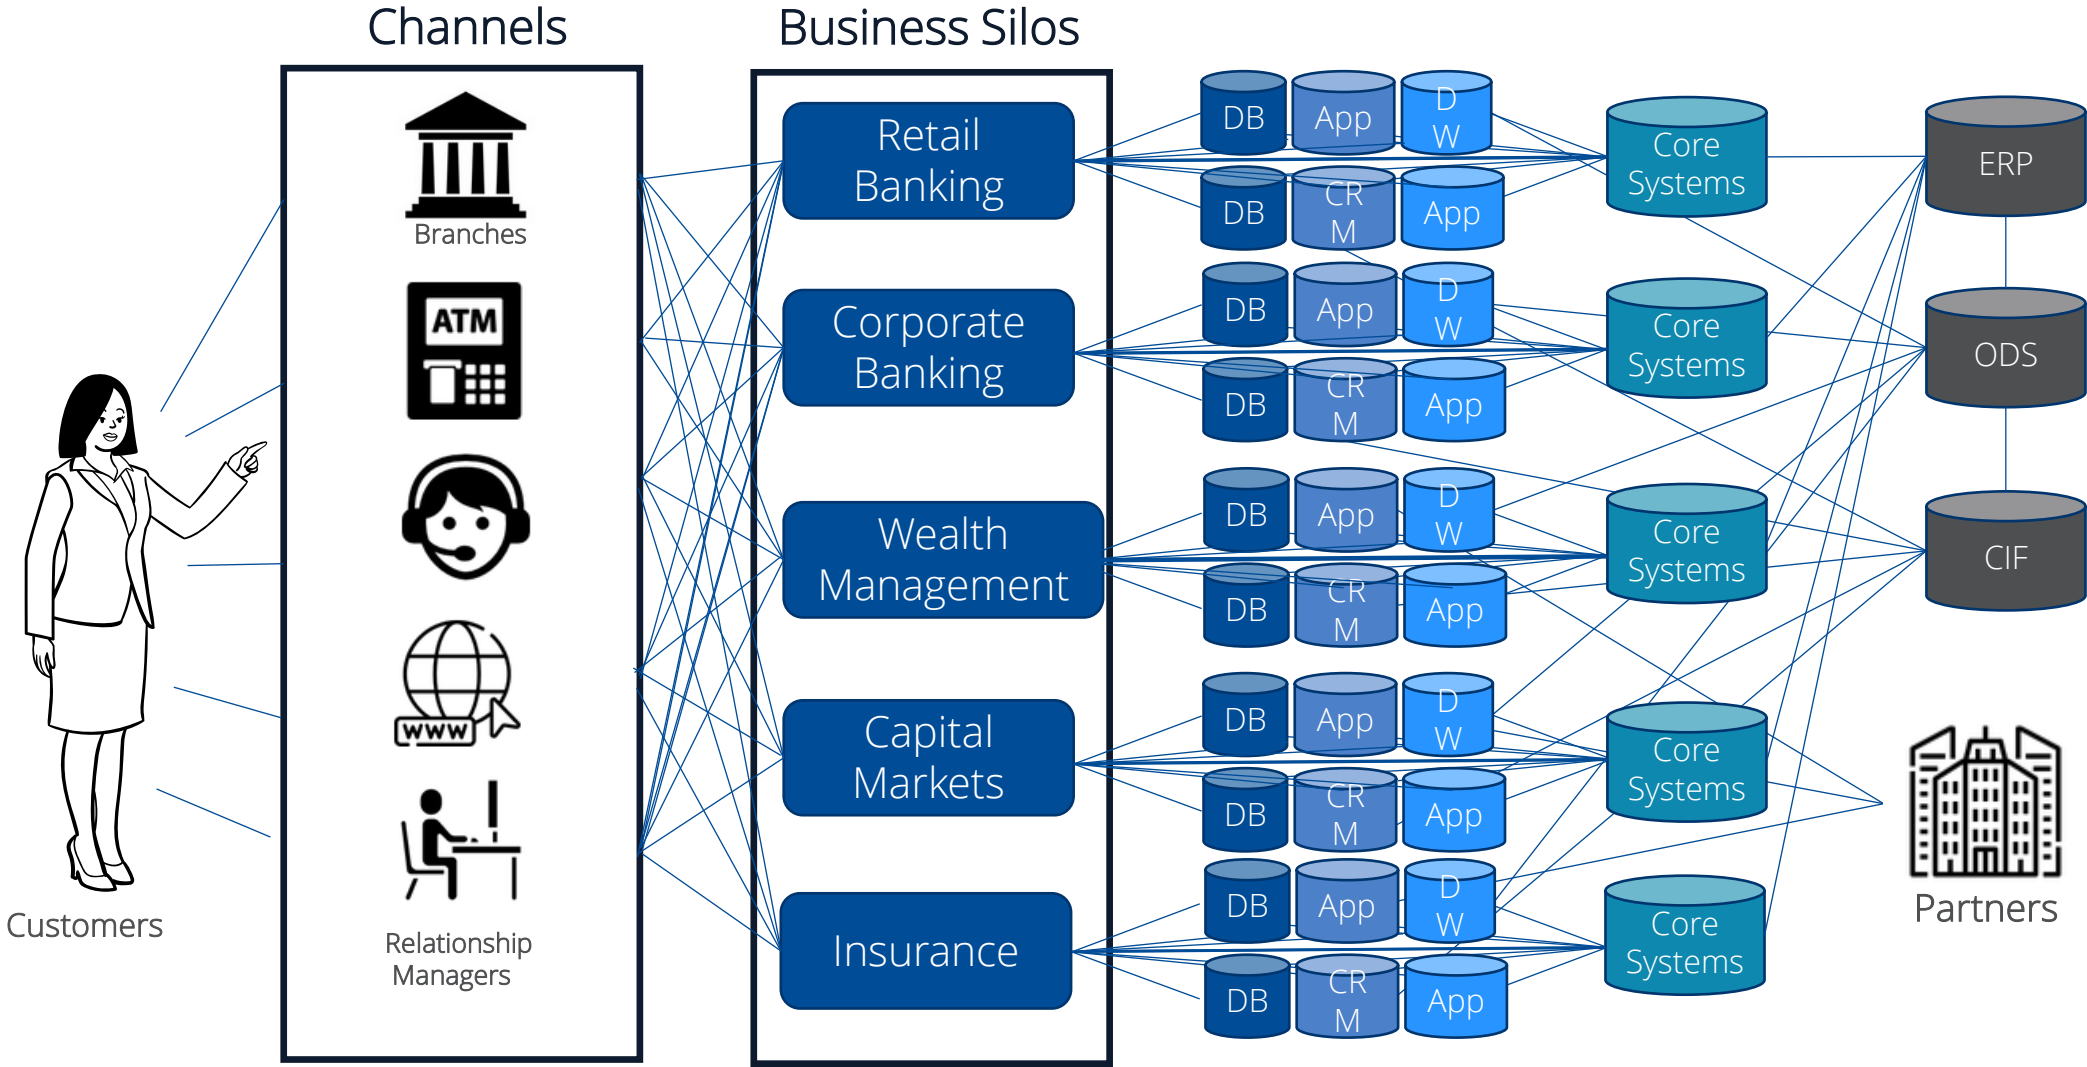 Channels
Business Silos
Branches
ATM
WWW
Relationship
Managers
Customers
Retail
Banking
Corporate
Banking
Wealth
Management
Capital
Markets
Insurance
DB
App
D
W
DB
CR
M
App
DB
App
D
W
DB
CR
M
App
DB
App
D
W
DB
CR
M
App
DB
App
D
W
DB
CR
M
App
DB
App
D
W
DB
CR
M
App
Core
Systems
Core
Systems
Core
Systems
Core
Systems
Core
Systems
ERP
ODS
CIF
Partners